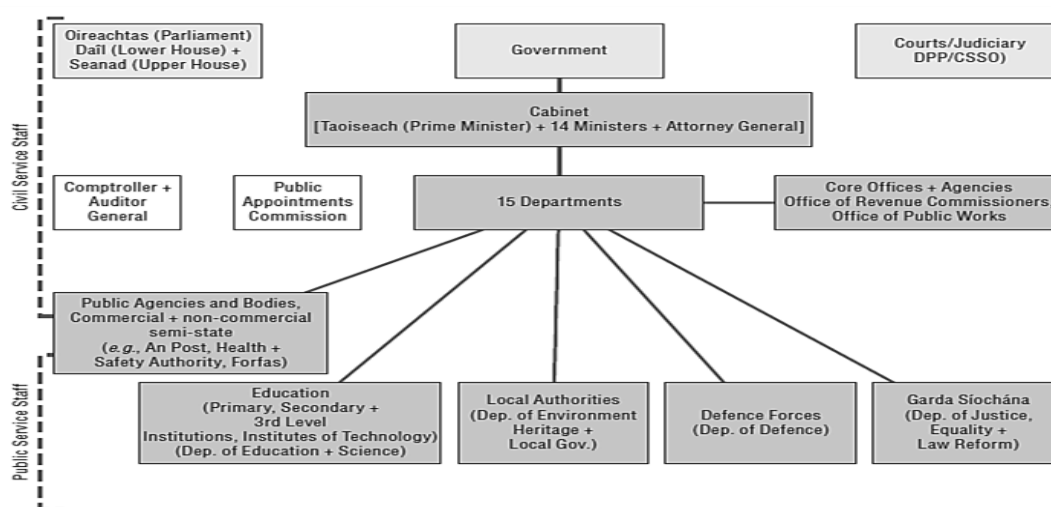 Oireachtas (Parliament)
Daîl (Lower House) +
Seanad (Upper House)
Government
Courts/Judiciary
DPP/CSSO)
Cabinet
[Taoiseach (Prime Minister) + 14 Ministers + Attorney General]
Civil Service Staff
Comptroller +
Auditor
General
Public
Appointments
Commission
15 Departments
Core Offices + Agencies
Office of Revenue Commissioners,
Office of Public Works
Public Agencies and Bodies,
Commercial + non-commercial
semi-state
(e.g., An Post, Health +
Safety Authority, Forfas)
Public Service Staff
Education
(Primary, Secondary +
3rd Level
Institutions, Institutes of Technology)
(Dep. of Education + Science)
Local Authorities
(Dep. of Environment
Heritage +
Local Gov.)
Defence Forces
(Dep. of Defence)
Garda Síochána
(Dep. of Justice,
Equality +
Law Reform)